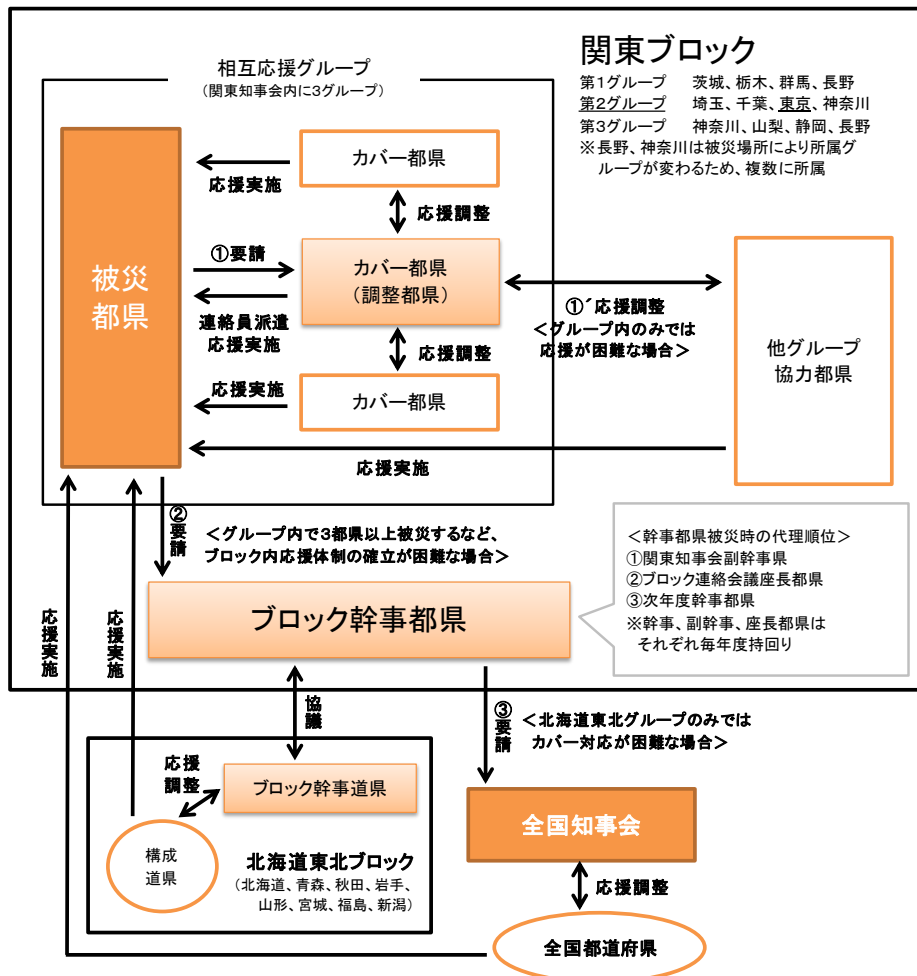 関東ブロック
第1グループ 茨城、栃木、群馬、長野
第2グループ 埼玉、千葉、東京、神奈川
第3グループ 神奈川、山梨、静岡、長野
※長野、神奈川は被災場所により所属グ
ループが変わるため、複数に所属
相互応援グループ
(関東知事会内に3グループ)
カバー都県
応援実施
応援調整
被災
都県
①要請
カバー都県
(調整都県)
連絡員派遣
応援実施
①´応援調整
<グループ内のみでは
応援が困難な場合>
他グループ
協力都県
応援調整
応援実施
カバー都県
応援実施
②要請
<グループ内で3都県以上被災するなど、
ブロック内応援体制の確立が困難な場合>
<幹事都県被災時の代理順位>
①関東知事会副幹事県
②ブロック連絡会議座長都県
③次年度幹事都県
※幹事、副幹事、座長都県は
それぞれ毎年度持回り
ブロック幹事都県
応援実施
応援実施
協議
③要請
<北海道東北グループのみでは
カバー対応が困難な場合>
応援
調整
ブロック幹事道県
構成
道県
北海道東北ブロック
(北海道、青森、秋田、岩手、
山形、宮城、福島、新潟)
全国知事会
応援調整
全国都道府県